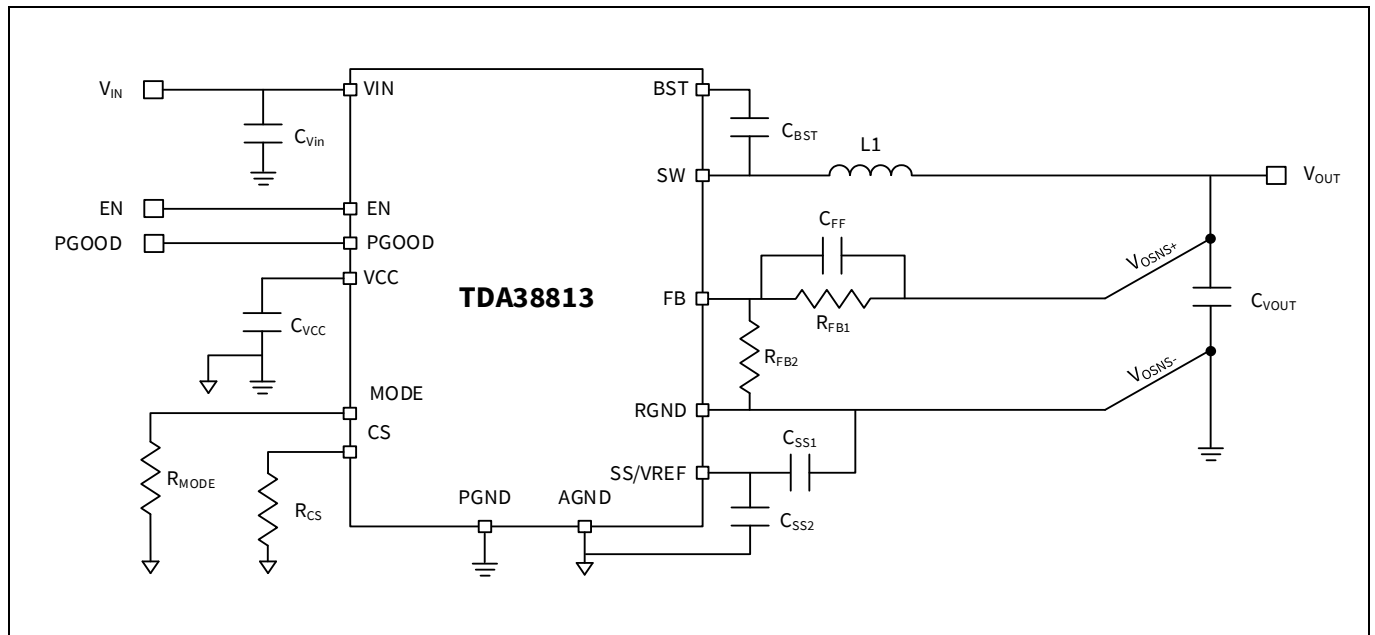 VIN VIN BST
CVin CBST
L1
SW VOUT
EN EN
CFF
PGOOD PGOOD
VOSNS+
VCC
TDA38813
FB
CVOUT
RFB1
CVCC
RFB2
VOSNS-
MODE
RGND
CS
CSS1
RMODE
SS/VREF
PGND AGND
RCS
CSS2